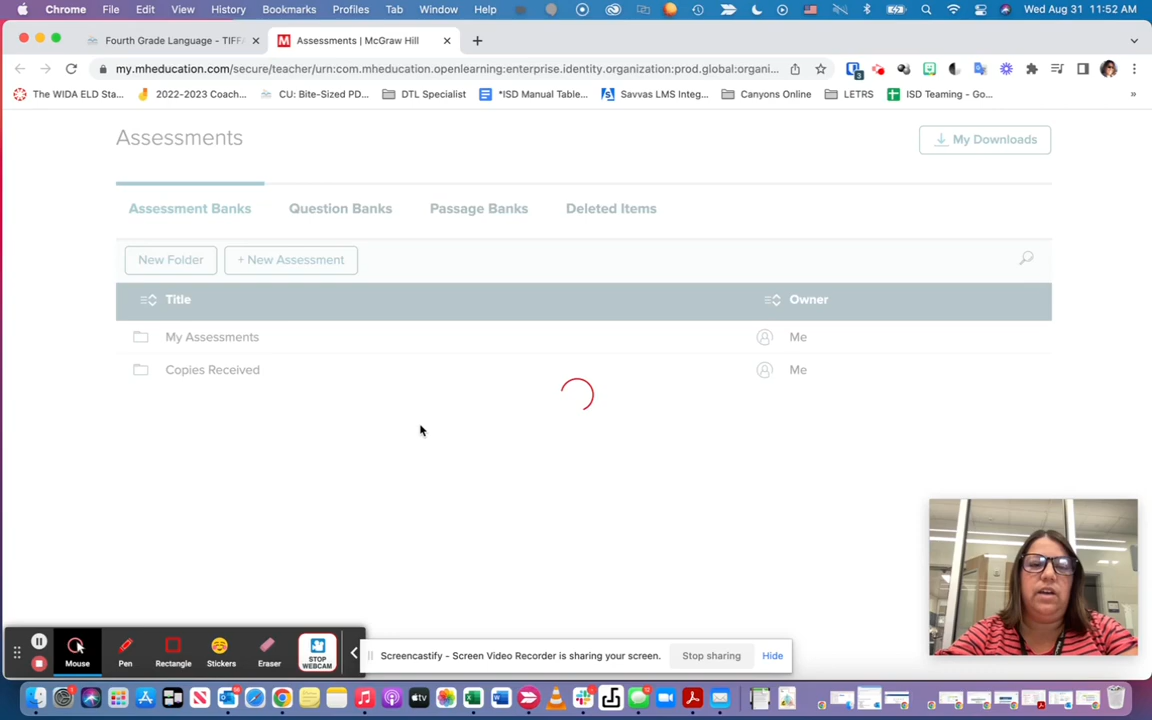 Chrome File Edit View History Bookmarks Profiles Tab Window Help Wed Aug 31 11:52 AM
Fourth Grade Language - TIFFA
Assessments | McGraw Hill
my.mheducation.com/secure/teacher/urn:com.mheducation.openlearning:enterprise.identity.organization:prod.global:organi...
The WIDA ELD Sta... 2022-2023 Coach... CU: Bite-Sized PD... DTL Specialist *ISD Manual Table... Savvas LMS Integ... Canyons Online LETRS ISD Teaming - Go... »
Assessments
My Downloads
Assessment Banks Question Banks Passage Banks Deleted Items
New Folder + New Assessment
Title Owner
My Assessments Me
Copies Received Me
Mouse Pen Rectangle Stickers Eraser STOP WEBCAM
Screencastify - Screen Video Recorder is sharing your screen. Stop sharing Hide